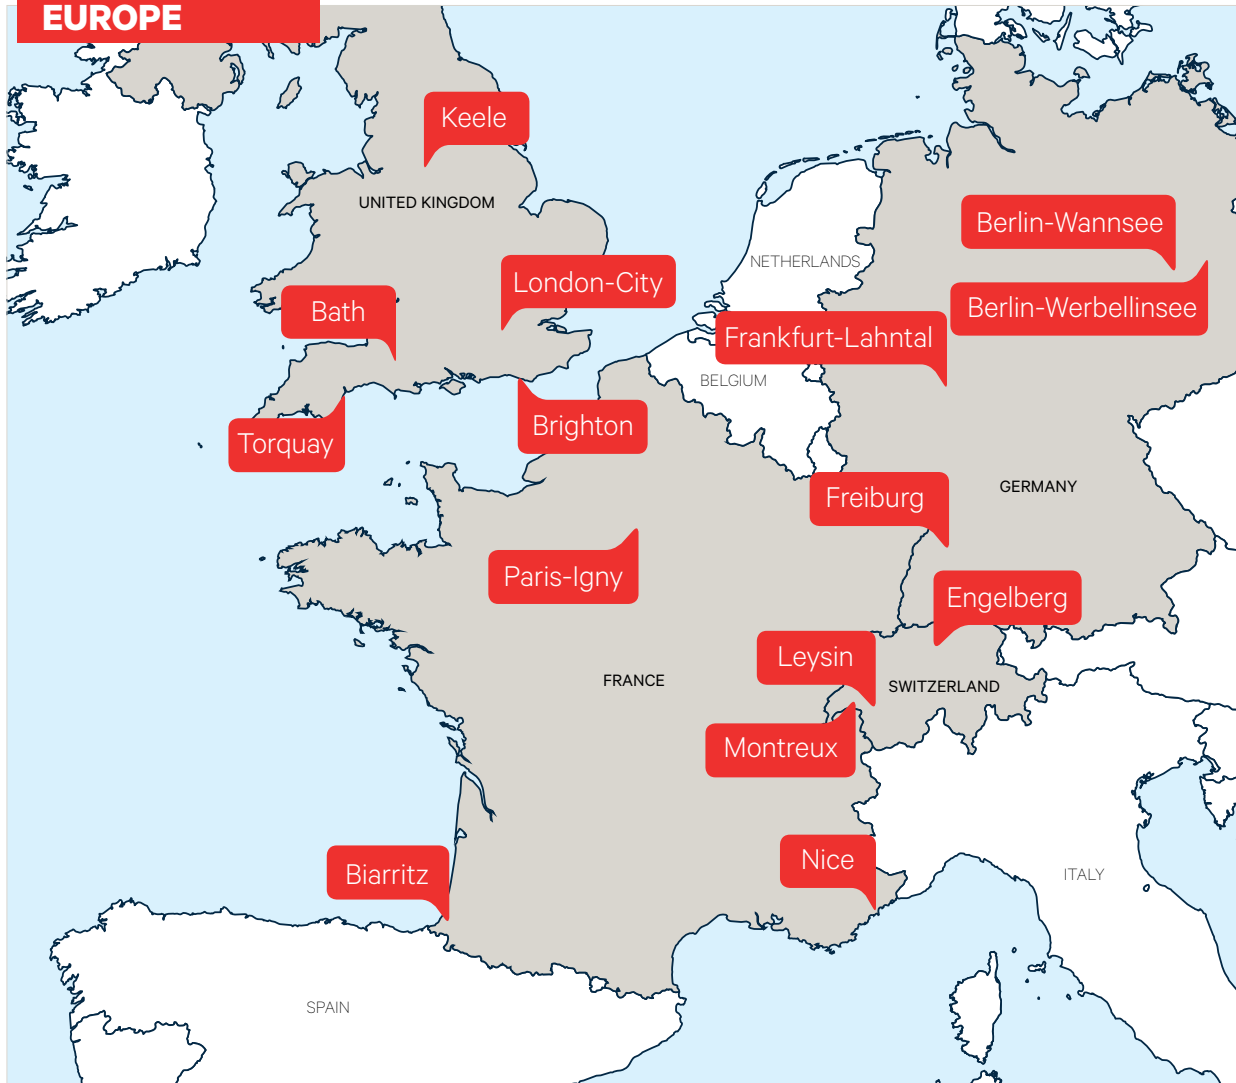 EUROPE
Keele
UNITED KINGDOM
Berlin-Wannsee
NETHERLANDS
London-City
Bath
Berlin-Werbellinsee
Frankfurt-Lahntal
BELGIUM
Brighton
Torquay
GERMANY
Freiburg
Paris-Igny
Engelberg
Leysin
FRANCE
SWITZERLAND
Montreux
Nice
Biarritz
ITALY
SPAIN